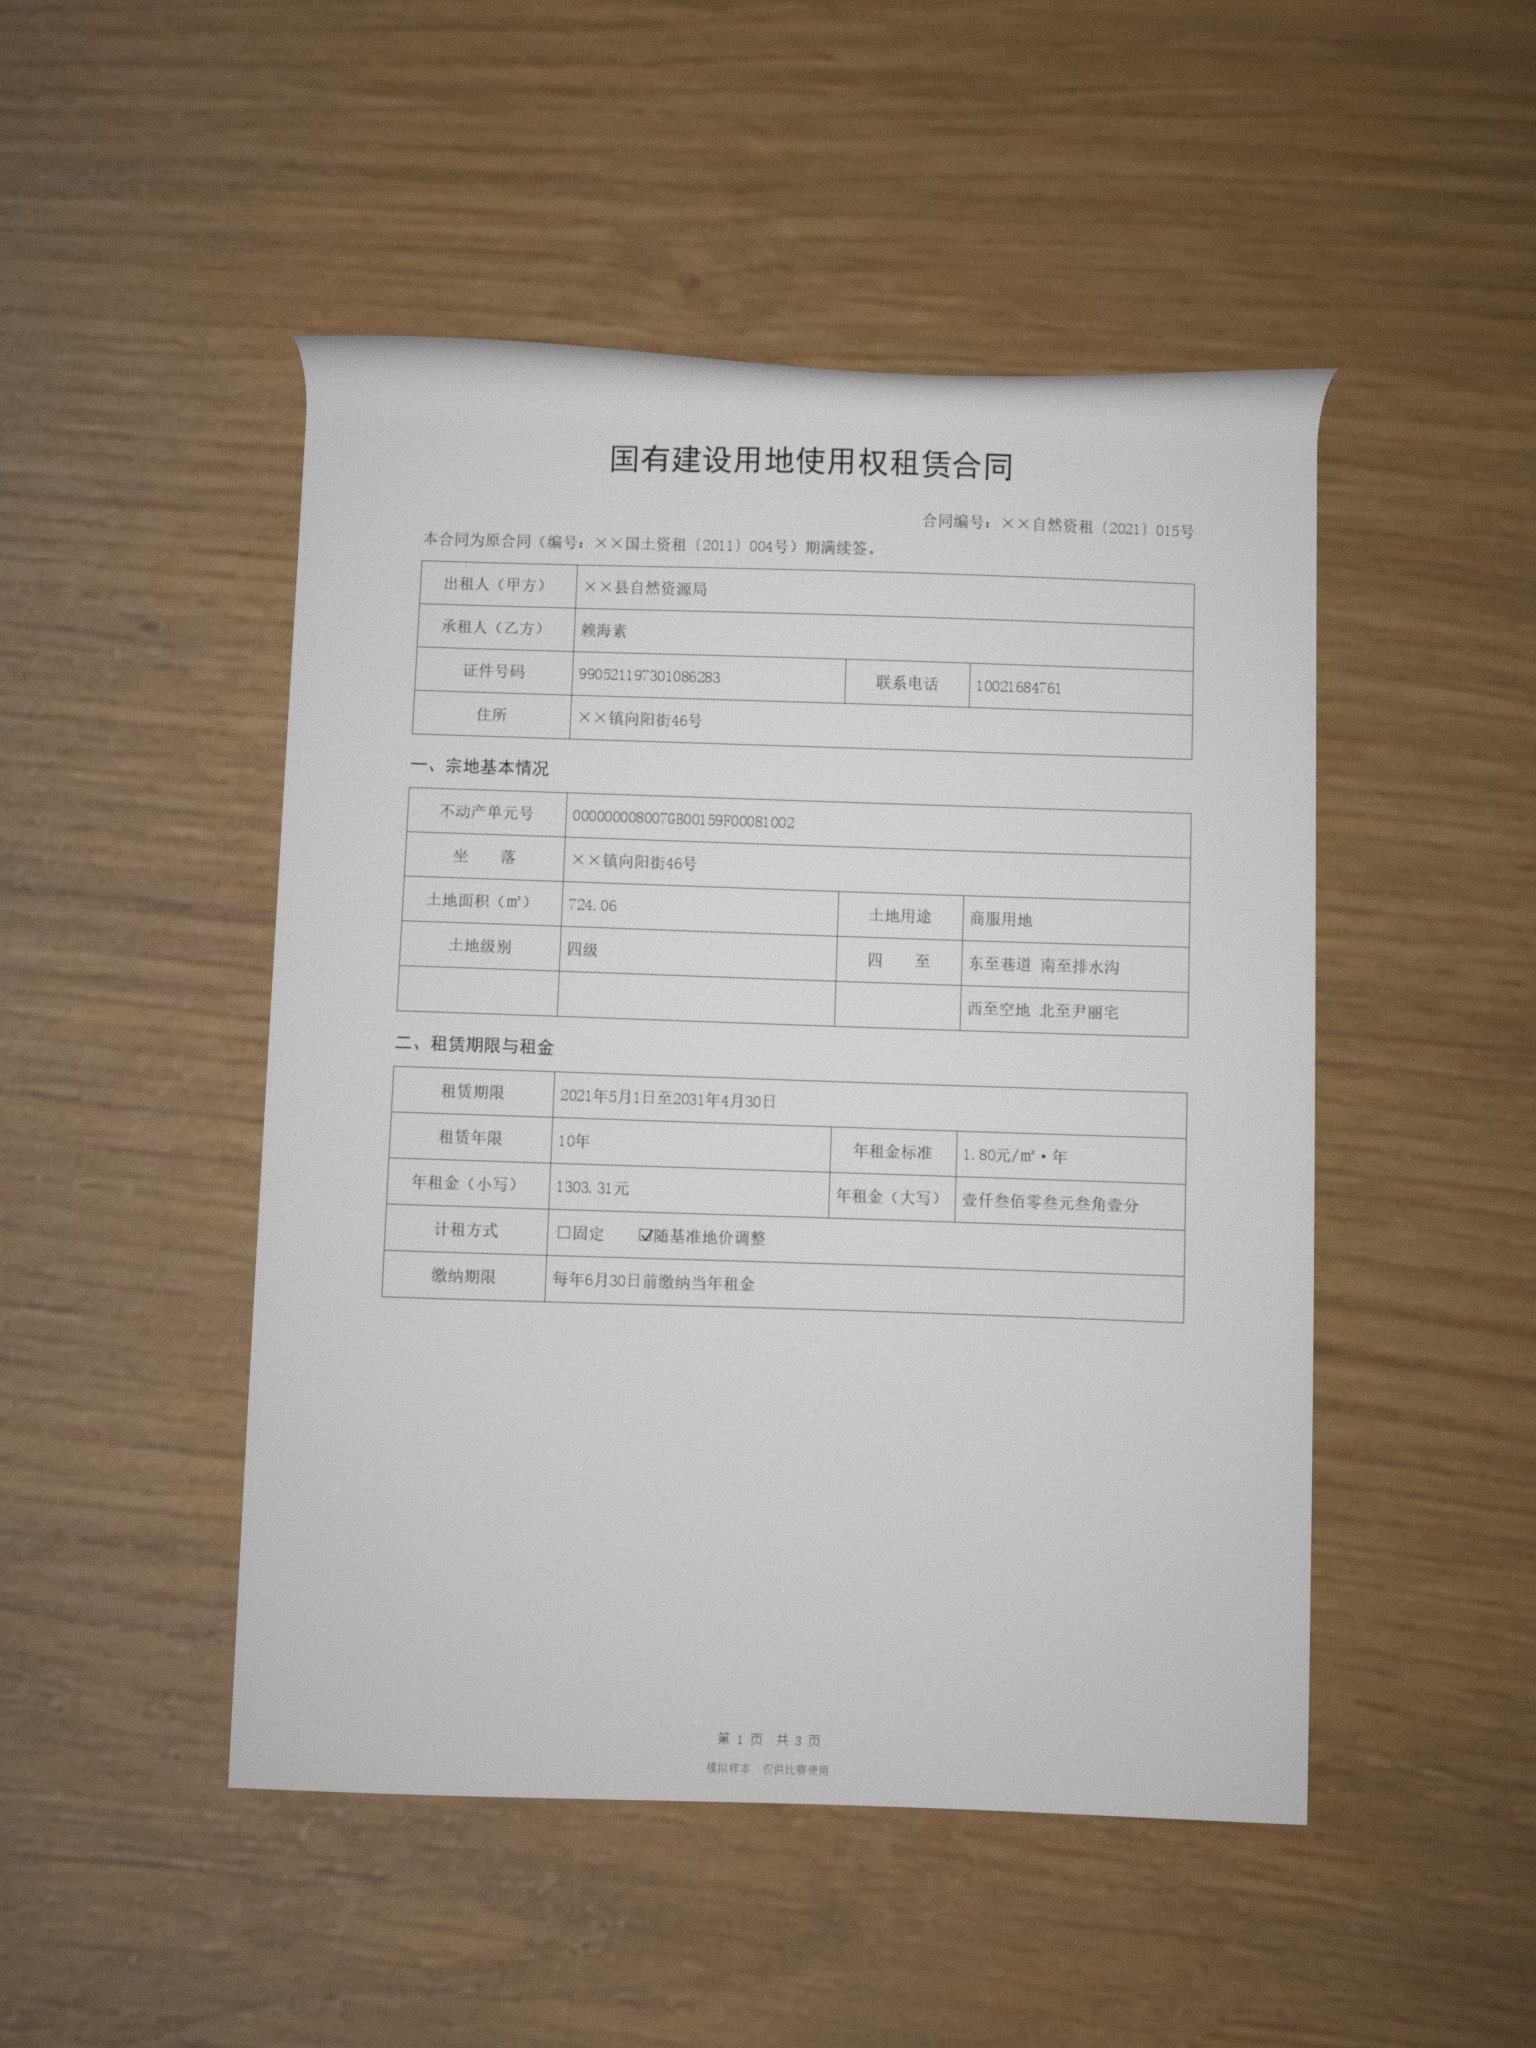 国有建设用地使用权租赁合同
合同编号：××自然资租〔2021〕015号
本合同为原合同（编号：××国土资租〔2011〕004号）期满续签。
出租人（甲方） ××县自然资源局
承租人（乙方） 赖海素
证件号码 990521197301086283 联系电话 10021684761
住所 ××镇向阳街46号
一、宗地基本情况
不动产单元号 000000008007GB00159F00081002
坐　　落 ××镇向阳街46号
土地面积（㎡） 724.06 土地用途 商服用地
土地级别 四级 四　　至 东至巷道 南至排水沟
西至空地 北至尹丽宅
二、租赁期限与租金
租赁期限 2021年5月1日至2031年4月30日
租赁年限 10年 年租金标准 1.80元/㎡·年
年租金（小写） 1303.31元 年租金（大写） 壹仟叁佰零叁元叁角壹分
计租方式 ☐固定　　☑随基准地价调整
缴纳期限 每年6月30日前缴纳当年租金
第 1 页　共 3 页
模拟样本　仅供比赛使用